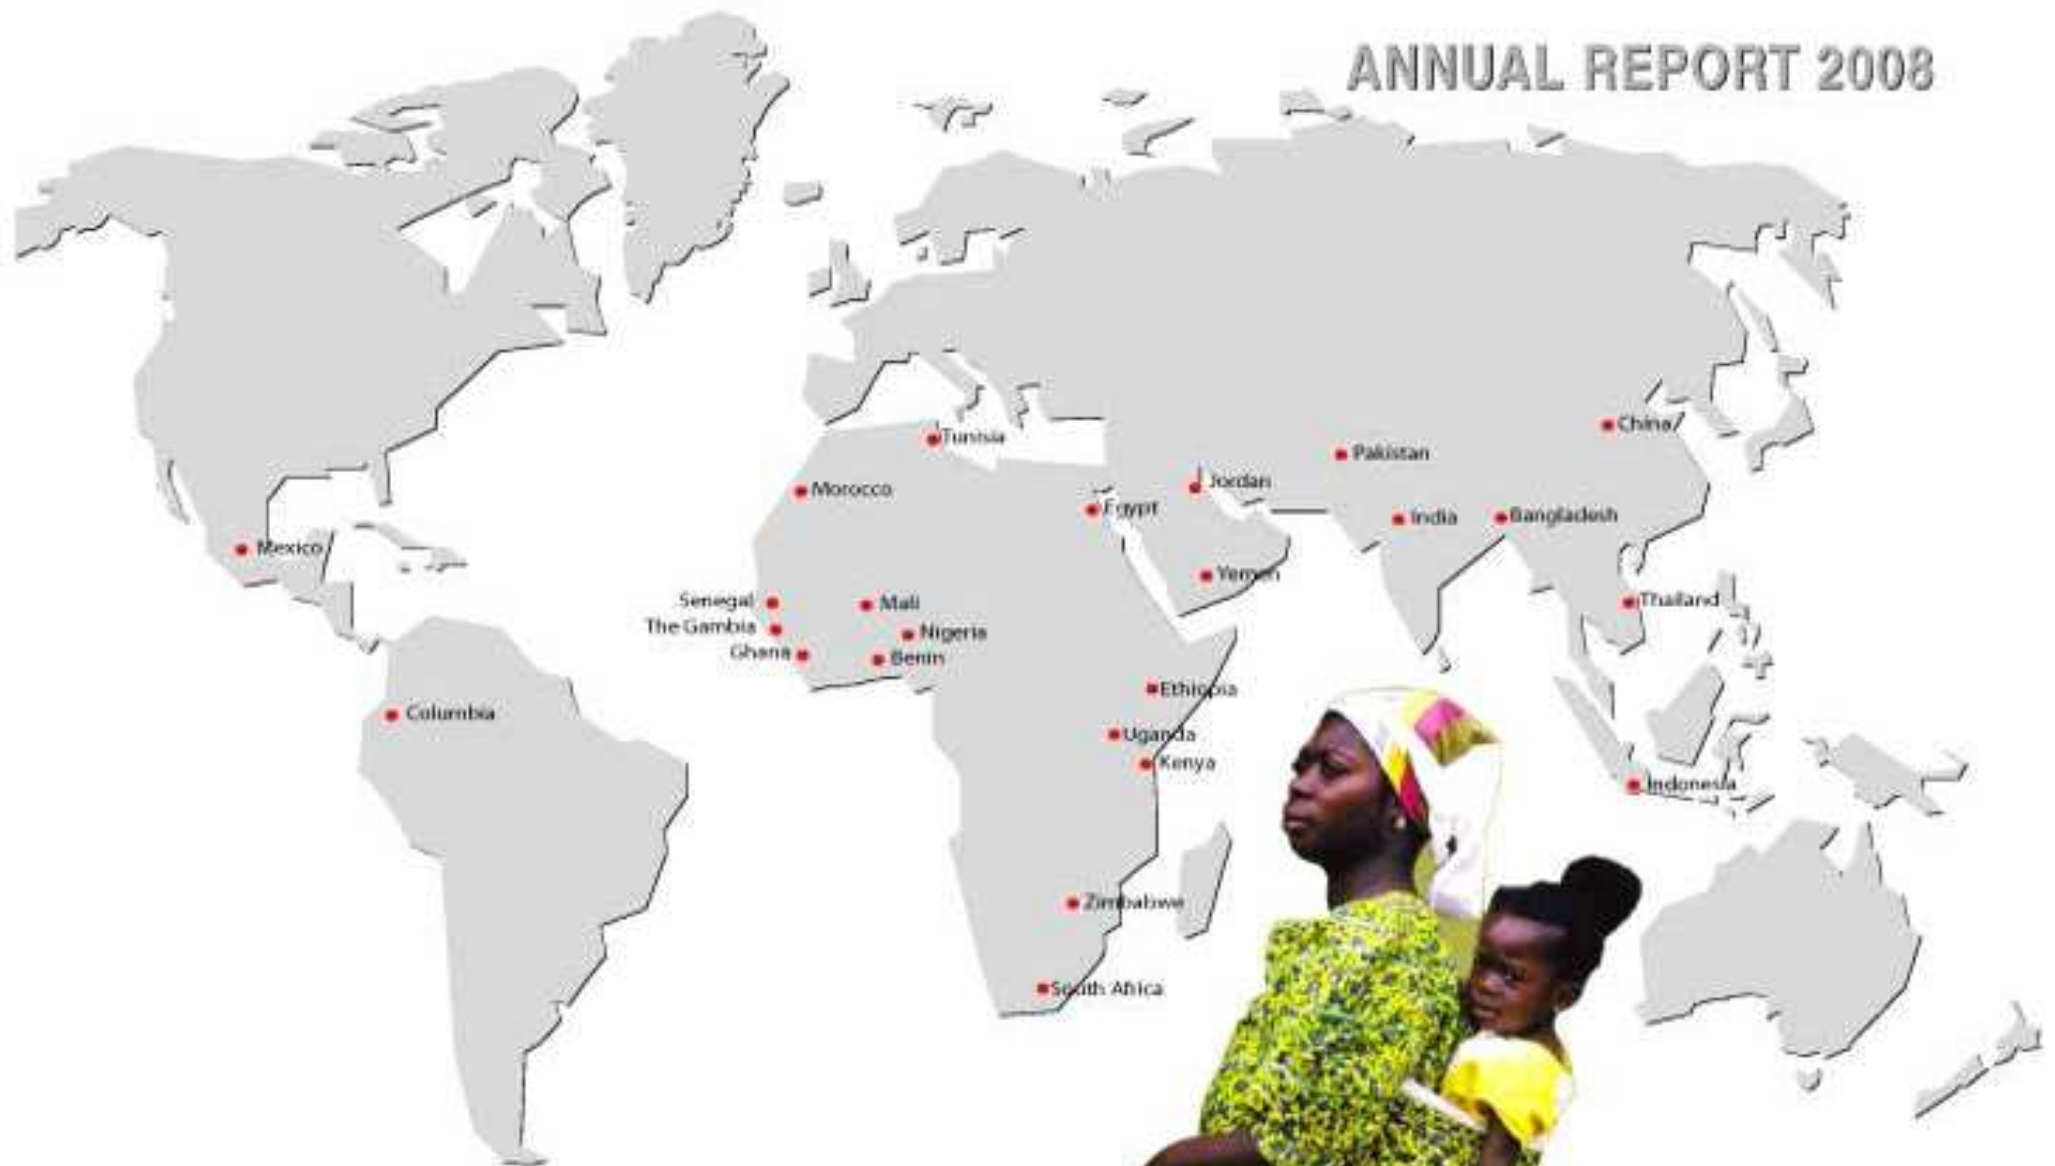 ANNUAL REPORT 2008
China
Tunisia
Pakistan
Jordan
Morocco
Egypt
India
Bangladesh
Mexico
Yemen
Senegal
Mali
Thailand
The Gambia
Nigeria
Ghana
Benin
Ethiopia
Columbia
Uganda
Kenya
Indonesia
Zimbabwe
South Africa